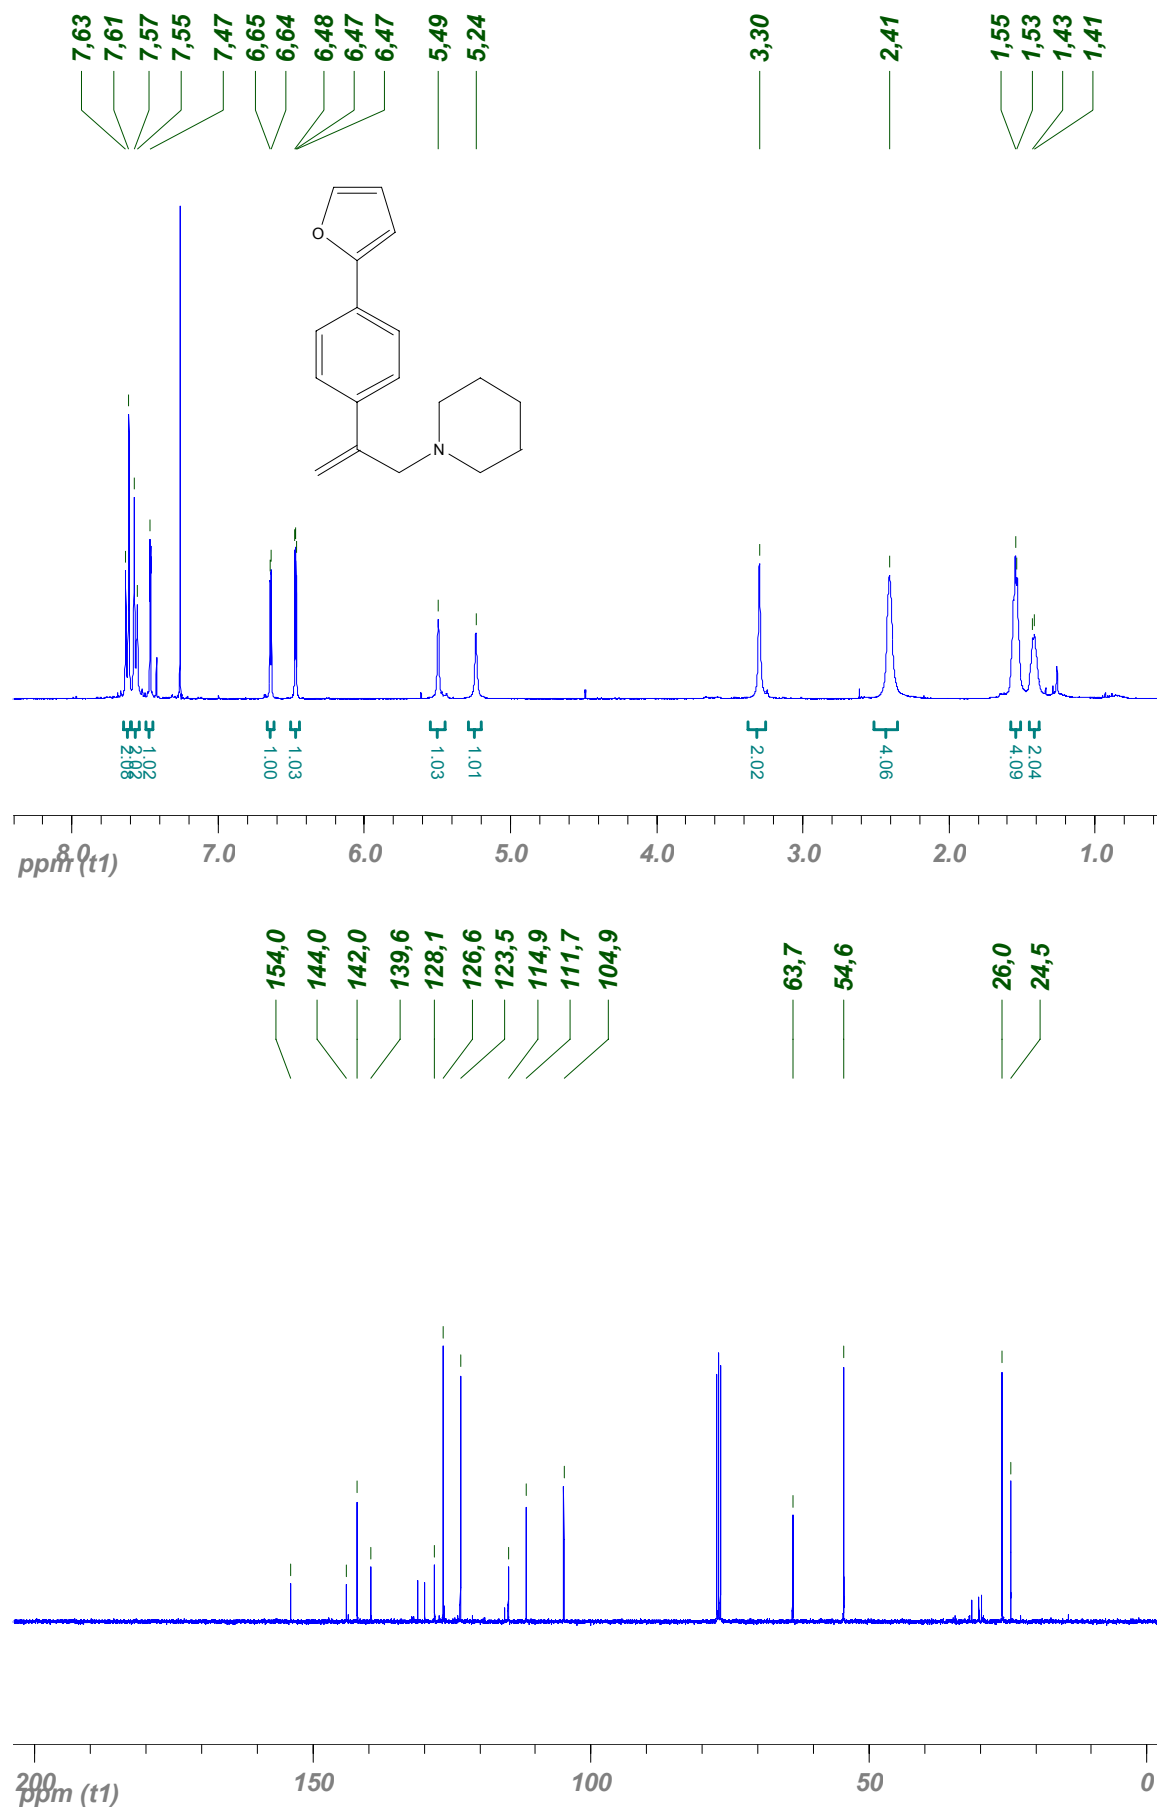 7,63 7,61 7,57 7,55 7,47 6,65 6,64 6,48 6,47 6,47 5,49 5,24 3,30 2,41 1,55 1,53 1,43 1,41
O
N
2.08 2.02 1.02 1.00 1.03 1.03 1.01 2.02 4.06 4.09 2.04
8.0 7.0 6.0 5.0 4.0 3.0 2.0 1.0
ppm (t1)
154,0 144,0 142,0 139,6 128,1 126,6 123,5 114,9 111,7 104,9 63,7 54,6 26,0 24,5
200 150 100 50 0
ppm (t1)